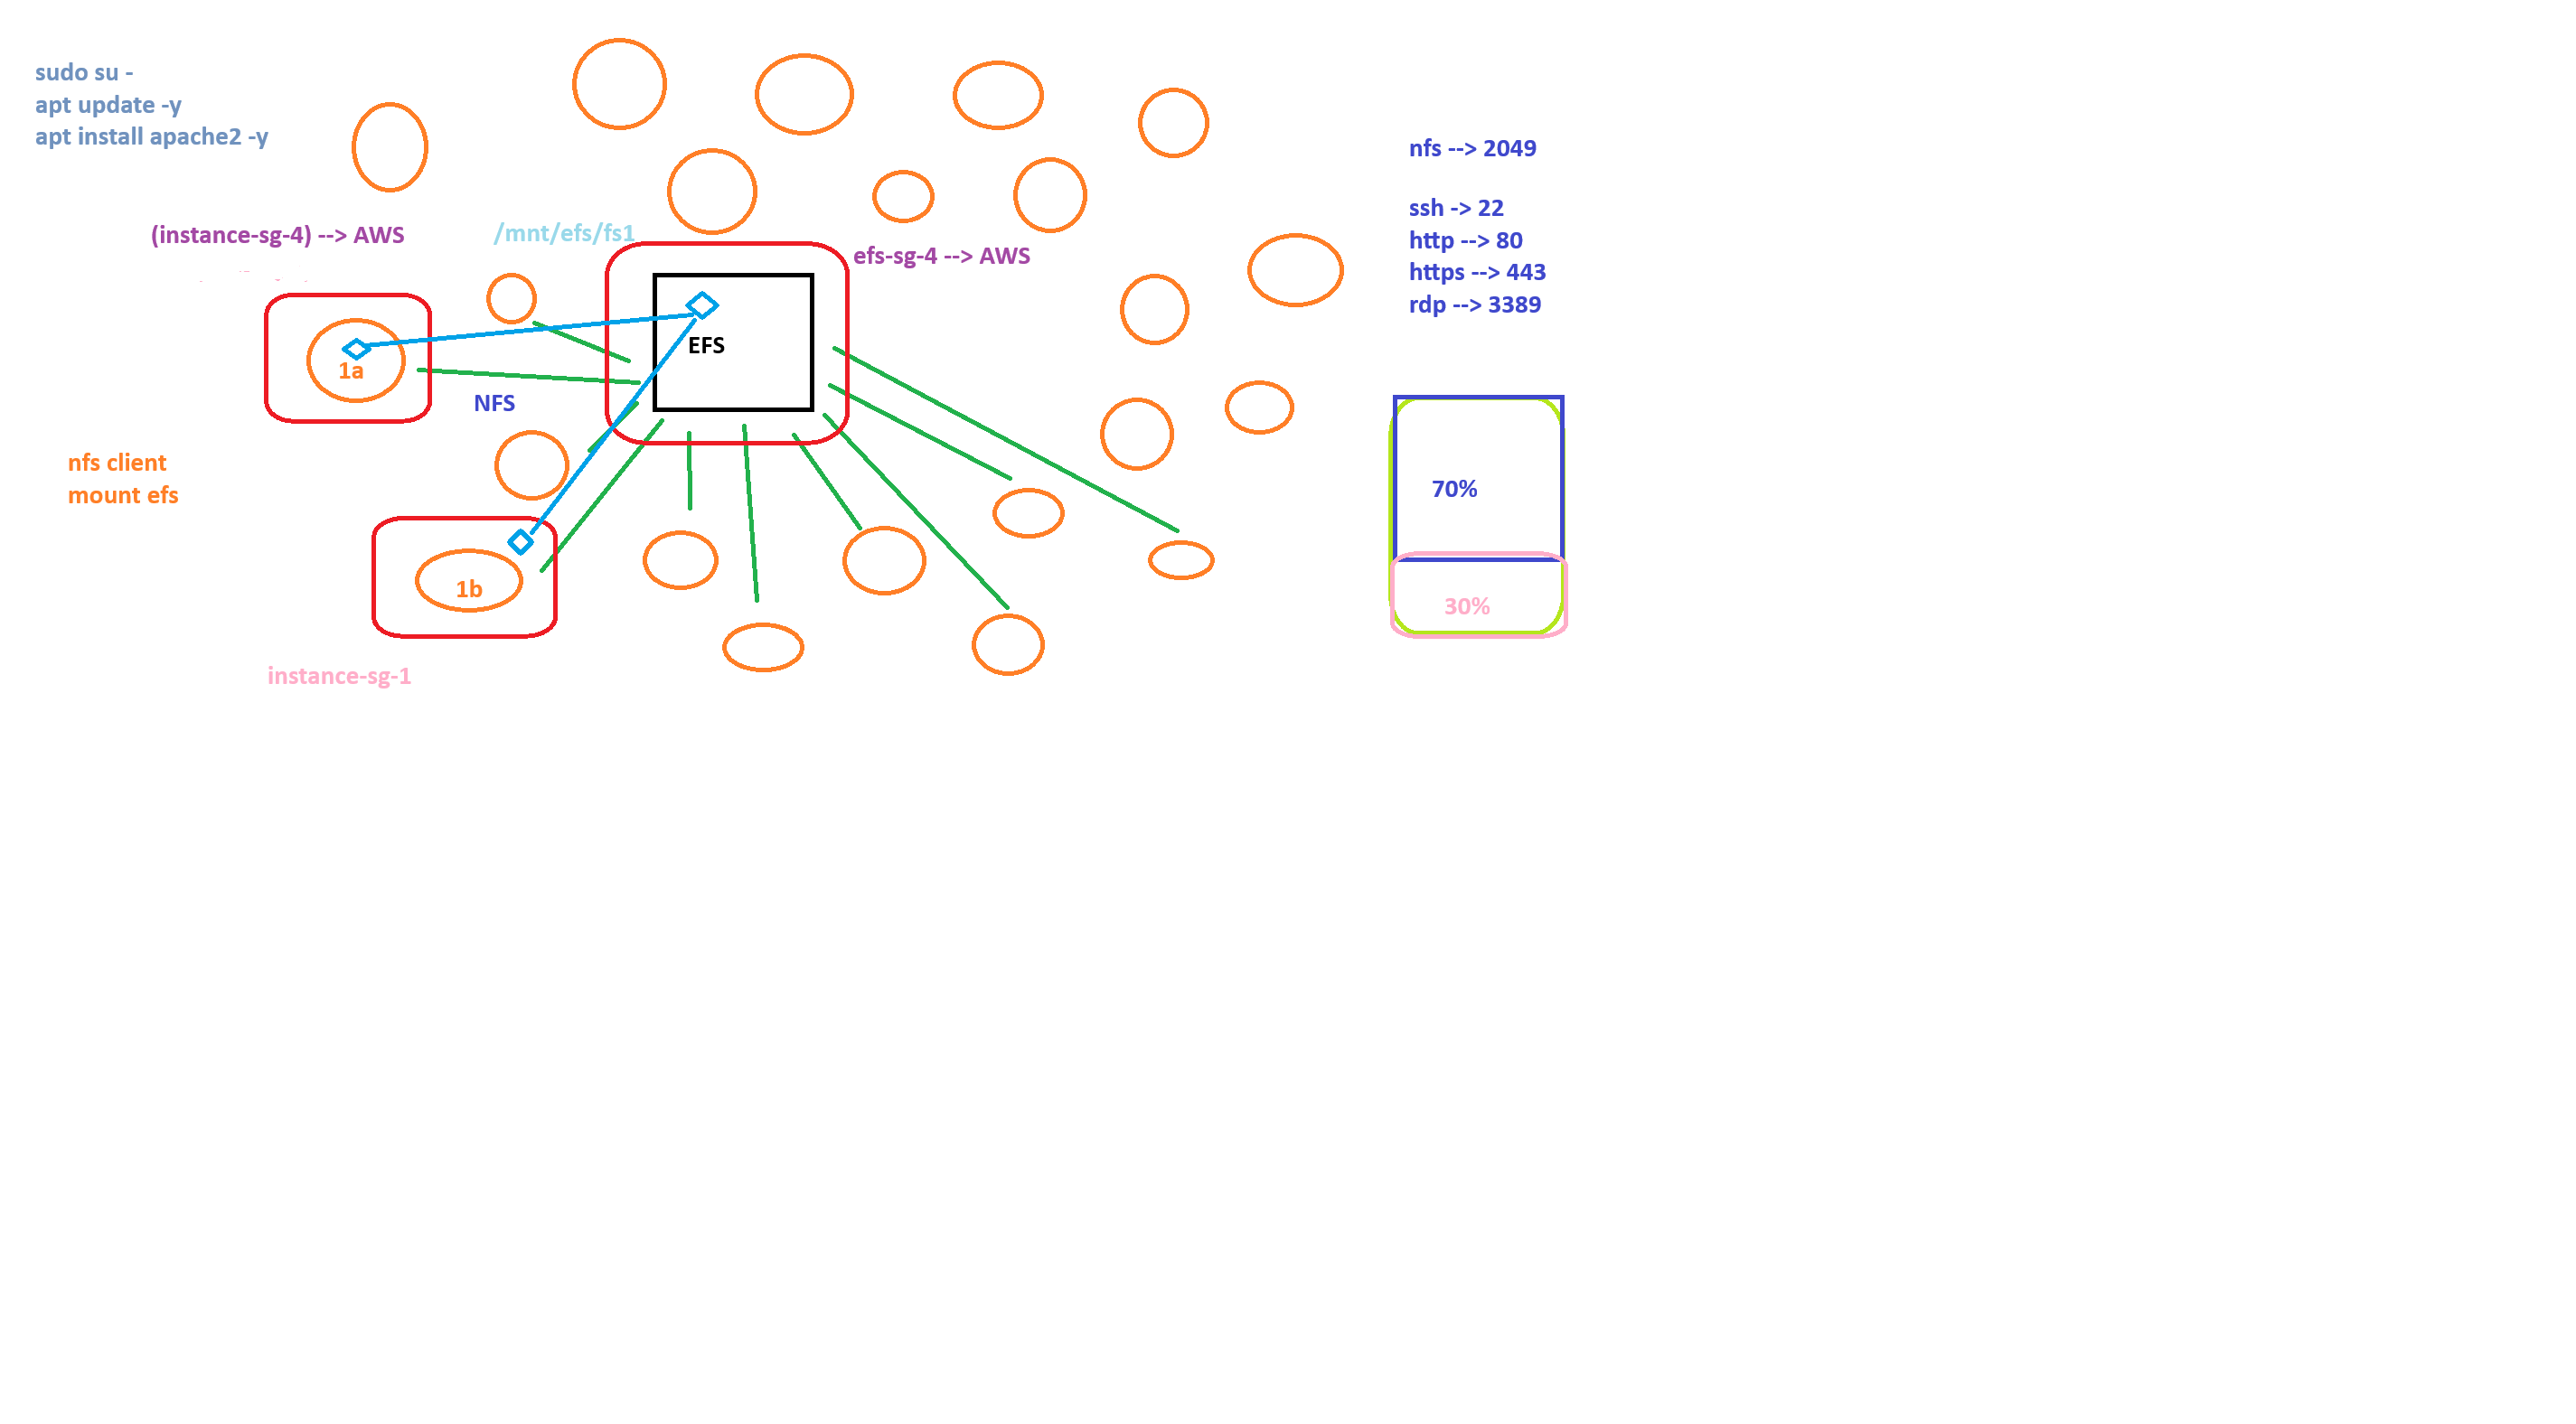 sudo su -
apt update -y
apt install apache2 -y
(instance-sg-4) --> AWS
/mnt/efs/fs1
efs-sg-4 --> AWS
EFS
1a
NFS
nfs client
mount efs
1b
instance-sg-1
nfs --> 2049
ssh -> 22
http --> 80
https --> 443
rdp --> 3389
70%
30%